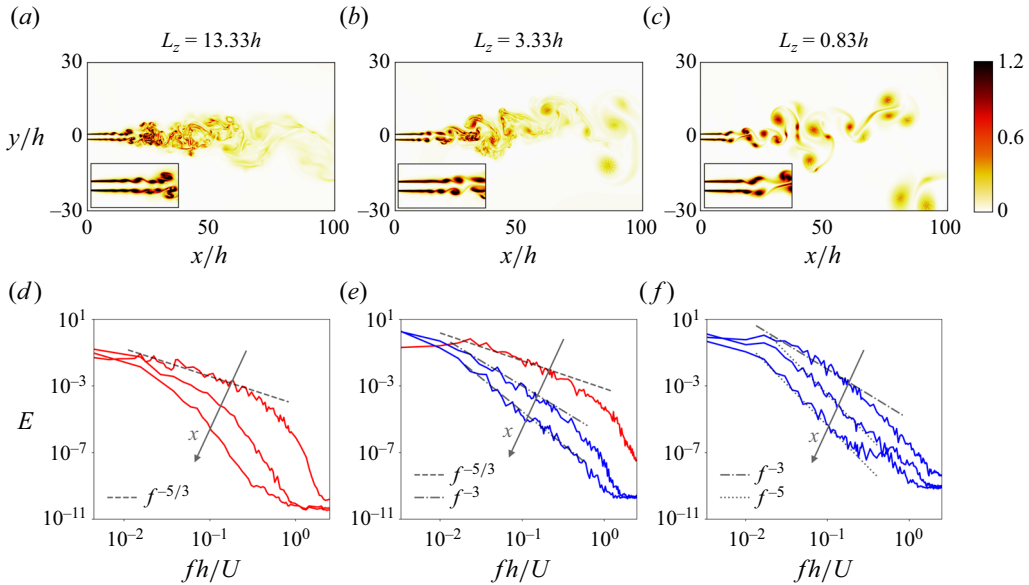 (a)
(b)
(c)
L_z = 13.33h
L_z = 3.33h
L_z = 0.83h
30
30
30
1.2
y/h
0
0
0
0.6
–30
–30
–30
0
0
50
100
0
50
100
0
50
100
x/h
x/h
x/h
(d)
(e)
(f)
10^1
10^1
10^1
10^−3
10^−3
10^−3
E
10^−7
10^−7
10^−7
10^−11
10^−11
10^−11
x
x
x
f^−5/3
f^−5/3
f^−3
f^−3
f^−5
10^−2
10^−1
10^0
10^−2
10^−1
10^0
10^−2
10^−1
10^0
fh/U
fh/U
fh/U